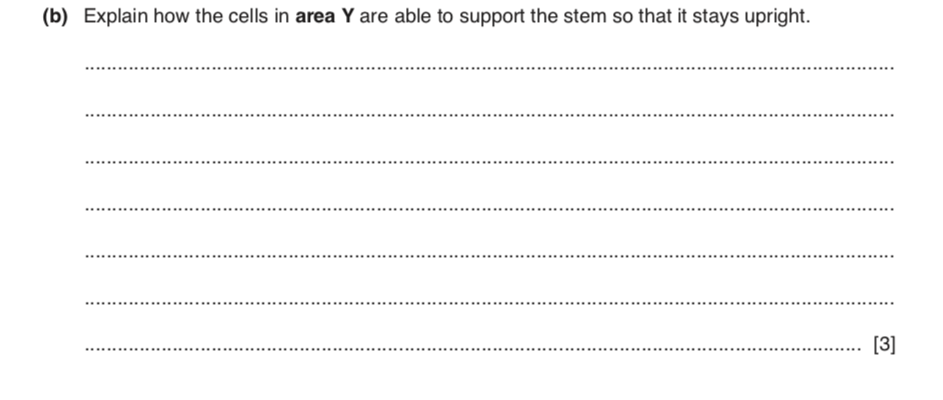 (b) Explain how the cells in area Y are able to support the stem so that it stays upright.
[3]